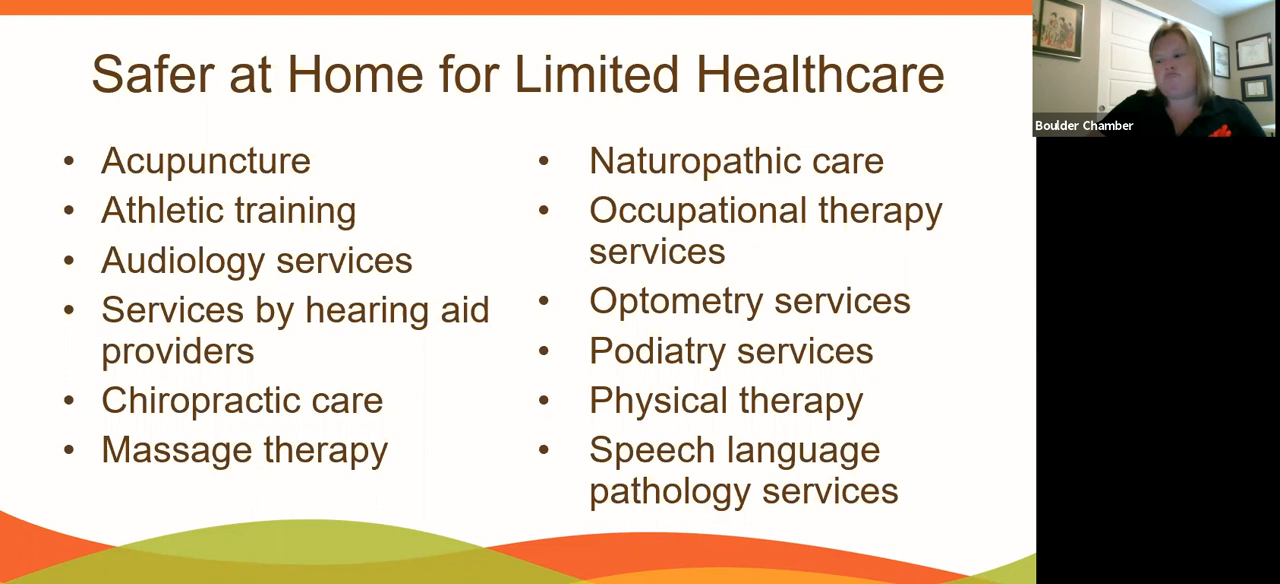 Safer at Home for Limited Healthcare
• Acupuncture
• Athletic training
• Audiology services
• Services by hearing aid
providers
• Chiropractic care
• Massage therapy
• Naturopathic care
• Occupational therapy
services
• Optometry services
• Podiatry services
• Physical therapy
• Speech language
pathology services
Boulder Chamber